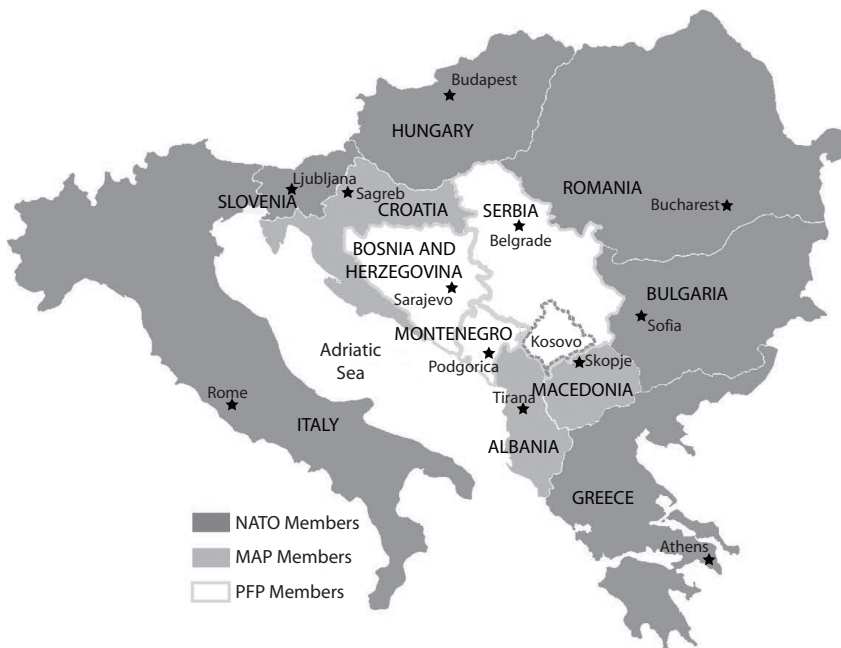 Budapest
HUNGARY
Ljubljana
SLOVENIA
Sagreb
CROATIA
ROMANIA
Bucharest
SERBIA
Belgrade
BOSNIA AND
HERZEGOVINA
Sarajevo
BULGARIA
Sofia
MONTENEGRO
Podgorica
Kosovo
Skopje
MACEDONIA
Adriatic
Sea
Tirana
ALBANIA
Rome
ITALY
GREECE
Athens
NATO Members
MAP Members
PFP Members